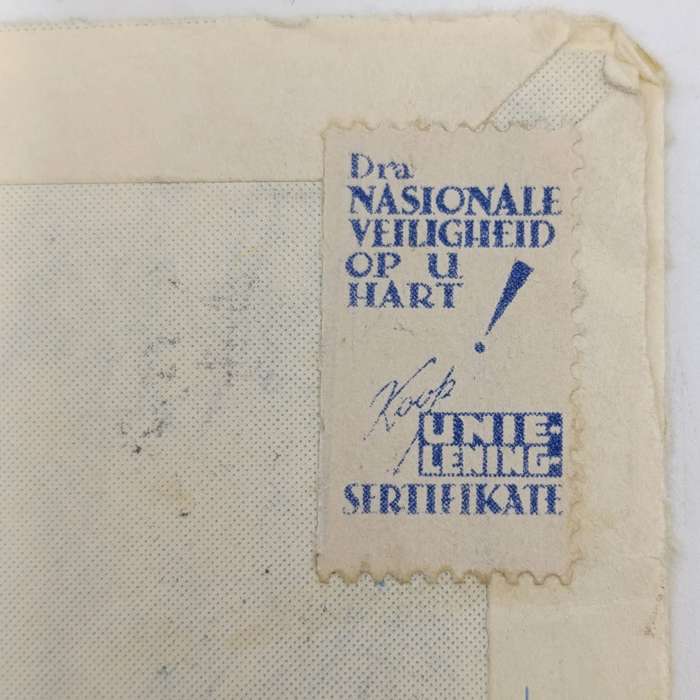 Dra
NASIONALE
VEILIGHEID
OP U
HART!
Koop
UNIE-
LENING-
SERTIFIKATE